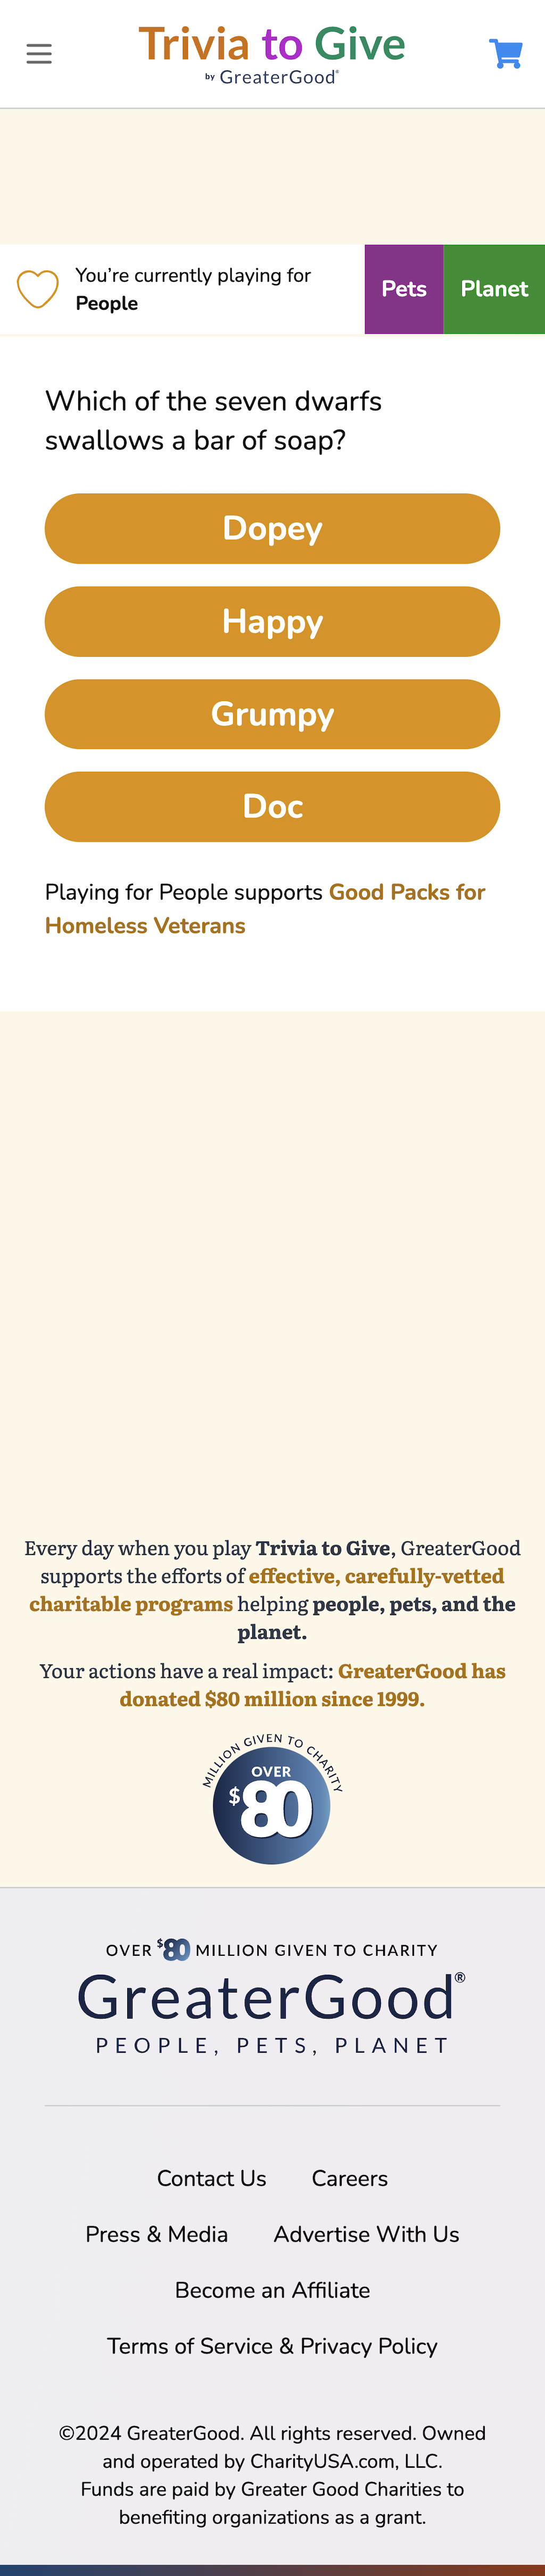 Trivia to Give
by GreaterGood®
You're currently playing for
People
Pets
Planet
Which of the seven dwarfs
swallows a bar of soap?
Dopey
Happy
Grumpy
Doc
Playing for People supports Good Packs for
Homeless Veterans
Every day when you play Trivia to Give, GreaterGood
supports the efforts of effective, carefully-vetted
charitable programs helping people, pets, and the
planet.
Your actions have a real impact: GreaterGood has
donated $80 million since 1999.
MILLION GIVEN TO CHARITY
OVER
$80
OVER $80 MILLION GIVEN TO CHARITY
GreaterGood®
PEOPLE, PETS, PLANET
Contact Us Careers
Press & Media Advertise With Us
Become an Affiliate
Terms of Service & Privacy Policy
©2024 GreaterGood. All rights reserved. Owned
and operated by CharityUSA.com, LLC.
Funds are paid by Greater Good Charities to
benefiting organizations as a grant.